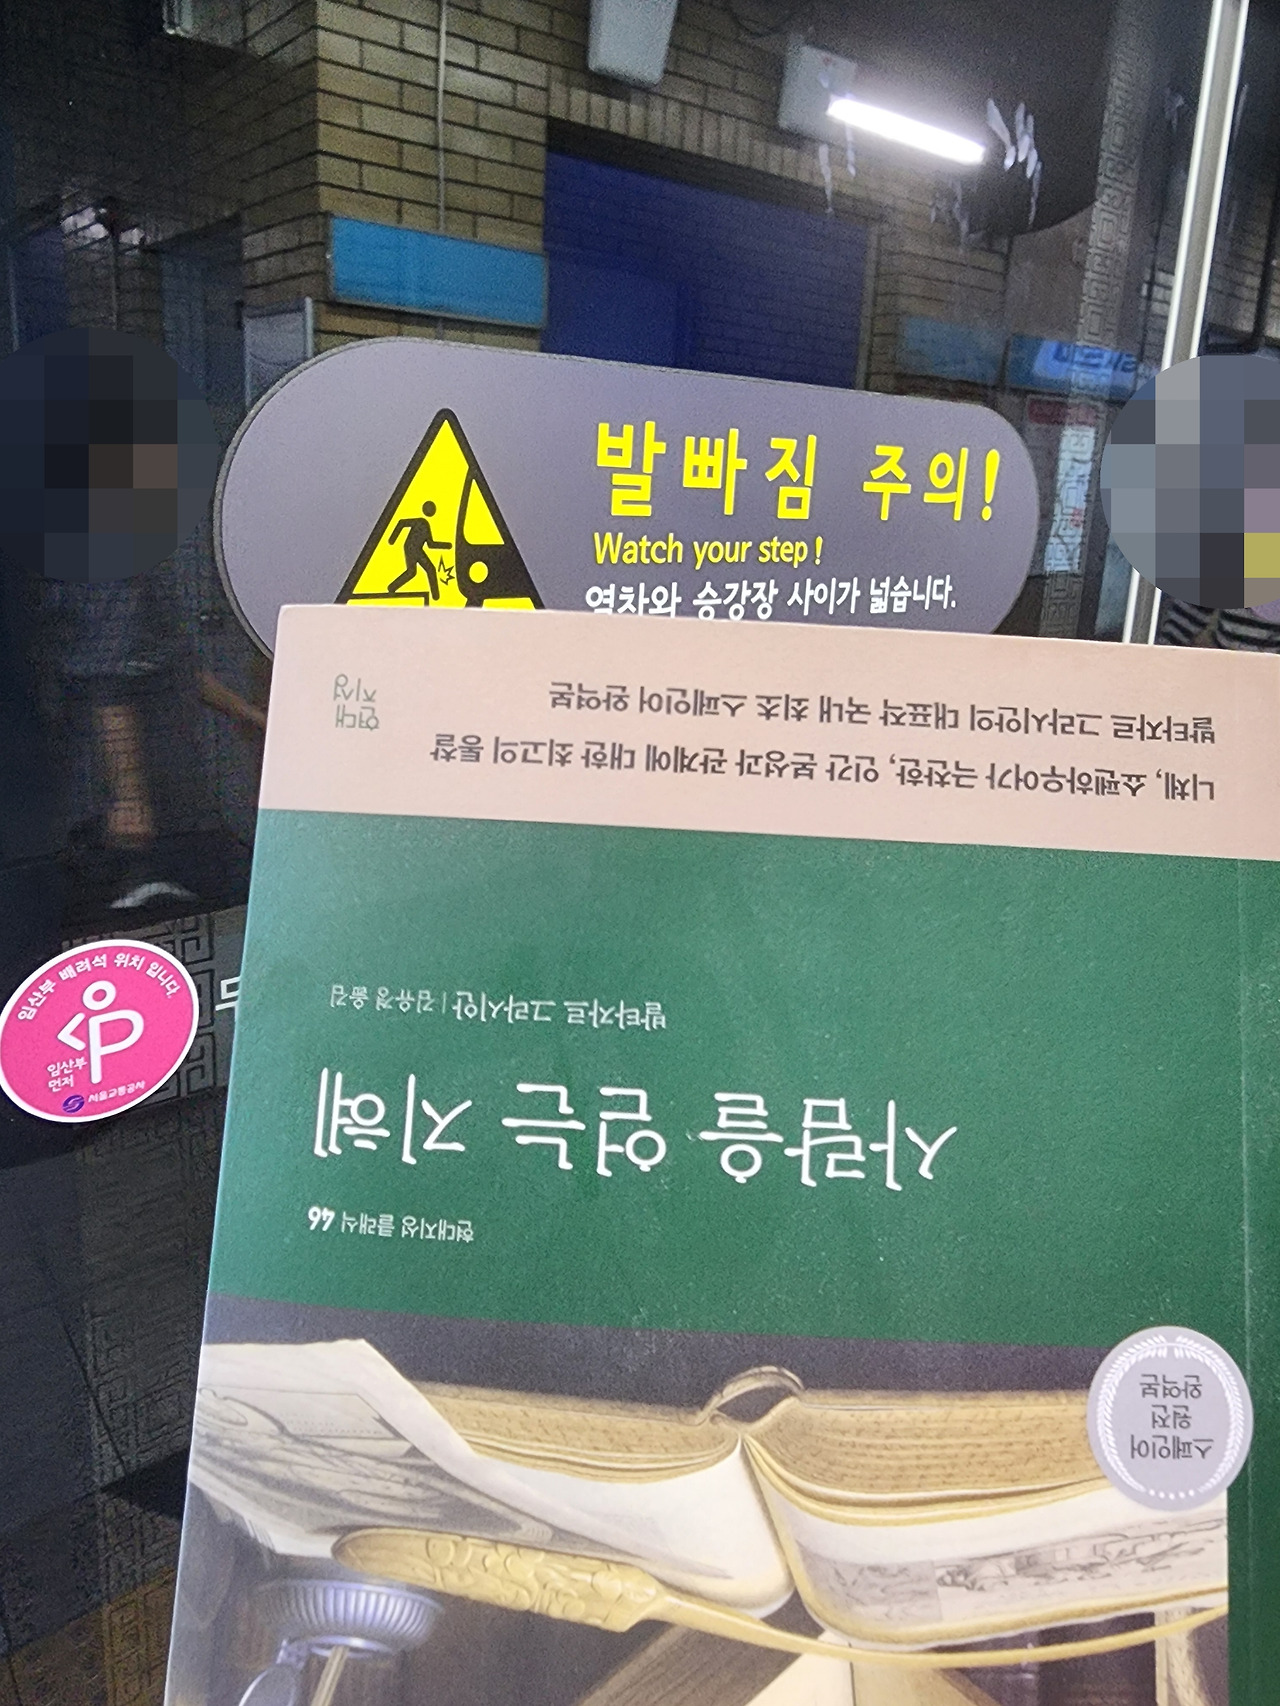 발빠짐 주의!
Watch your step!
열차와 승강장 사이가 넓습니다.
임산부 배려석 위치 입니다.
임산부
먼저
서울교통공사
니체, 쇼펜하우어가 극찬한, 인간 본성과 관계에 대한 최고의 통찰
발타자르 그라시안의 대표작 국내 최초 스페인어 완역본
현대
지성
스페인어
원전
완역본
현대지성 클래식 46
사람을 얻는 지혜
발타자르 그라시안 | 김유경 옮김